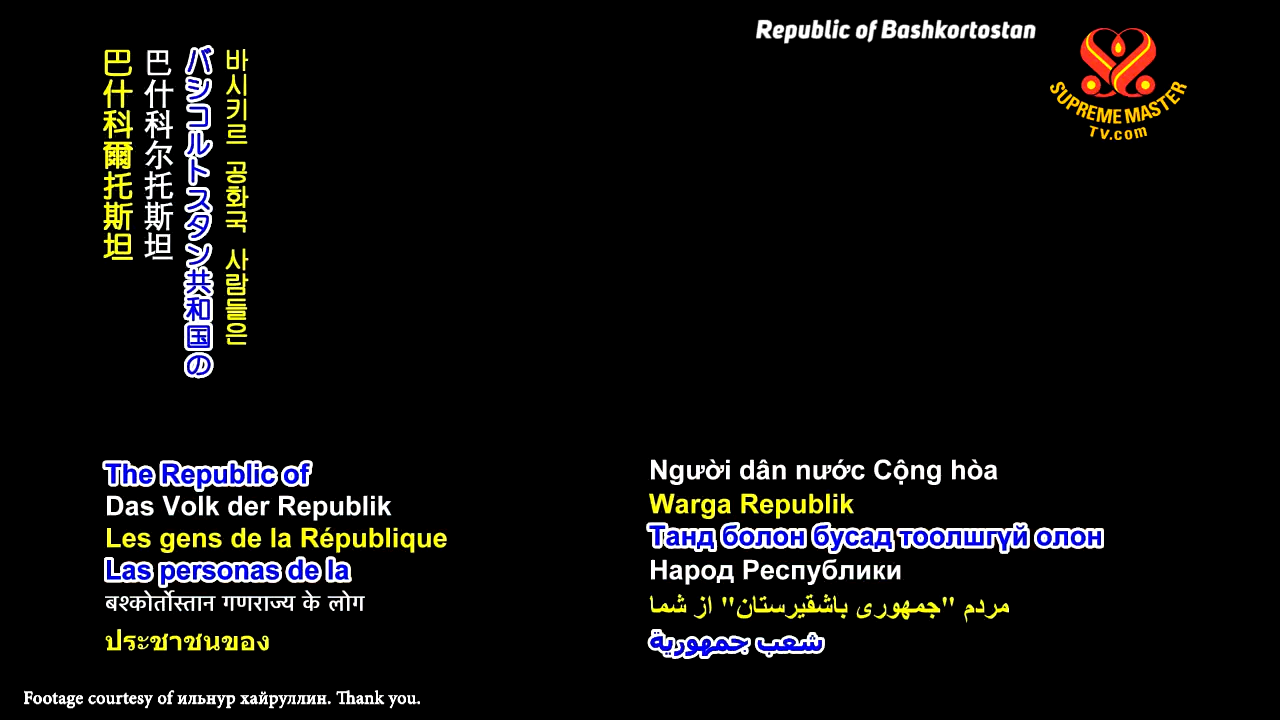 Republic of Bashkortostan
SUPREME MASTER
TV.com
巴什科爾托斯坦
巴什科尔托斯坦
バシコルトスタン共和国の
바시키르 공화국 사람들은
The Republic of
Das Volk der Republik
Les gens de la République
Las personas de la
बश्कोर्तोस्तान गणराज्य के लोग
ประชาชนของ
Người dân nước Cộng hòa
Warga Republik
Танд болон бусад тоолшгүй олон
Народ Республики
مردم "جمهوری باشقیرستان" از شما
شعب جمهورية
Footage courtesy of ильнур хайруллин. Thank you.